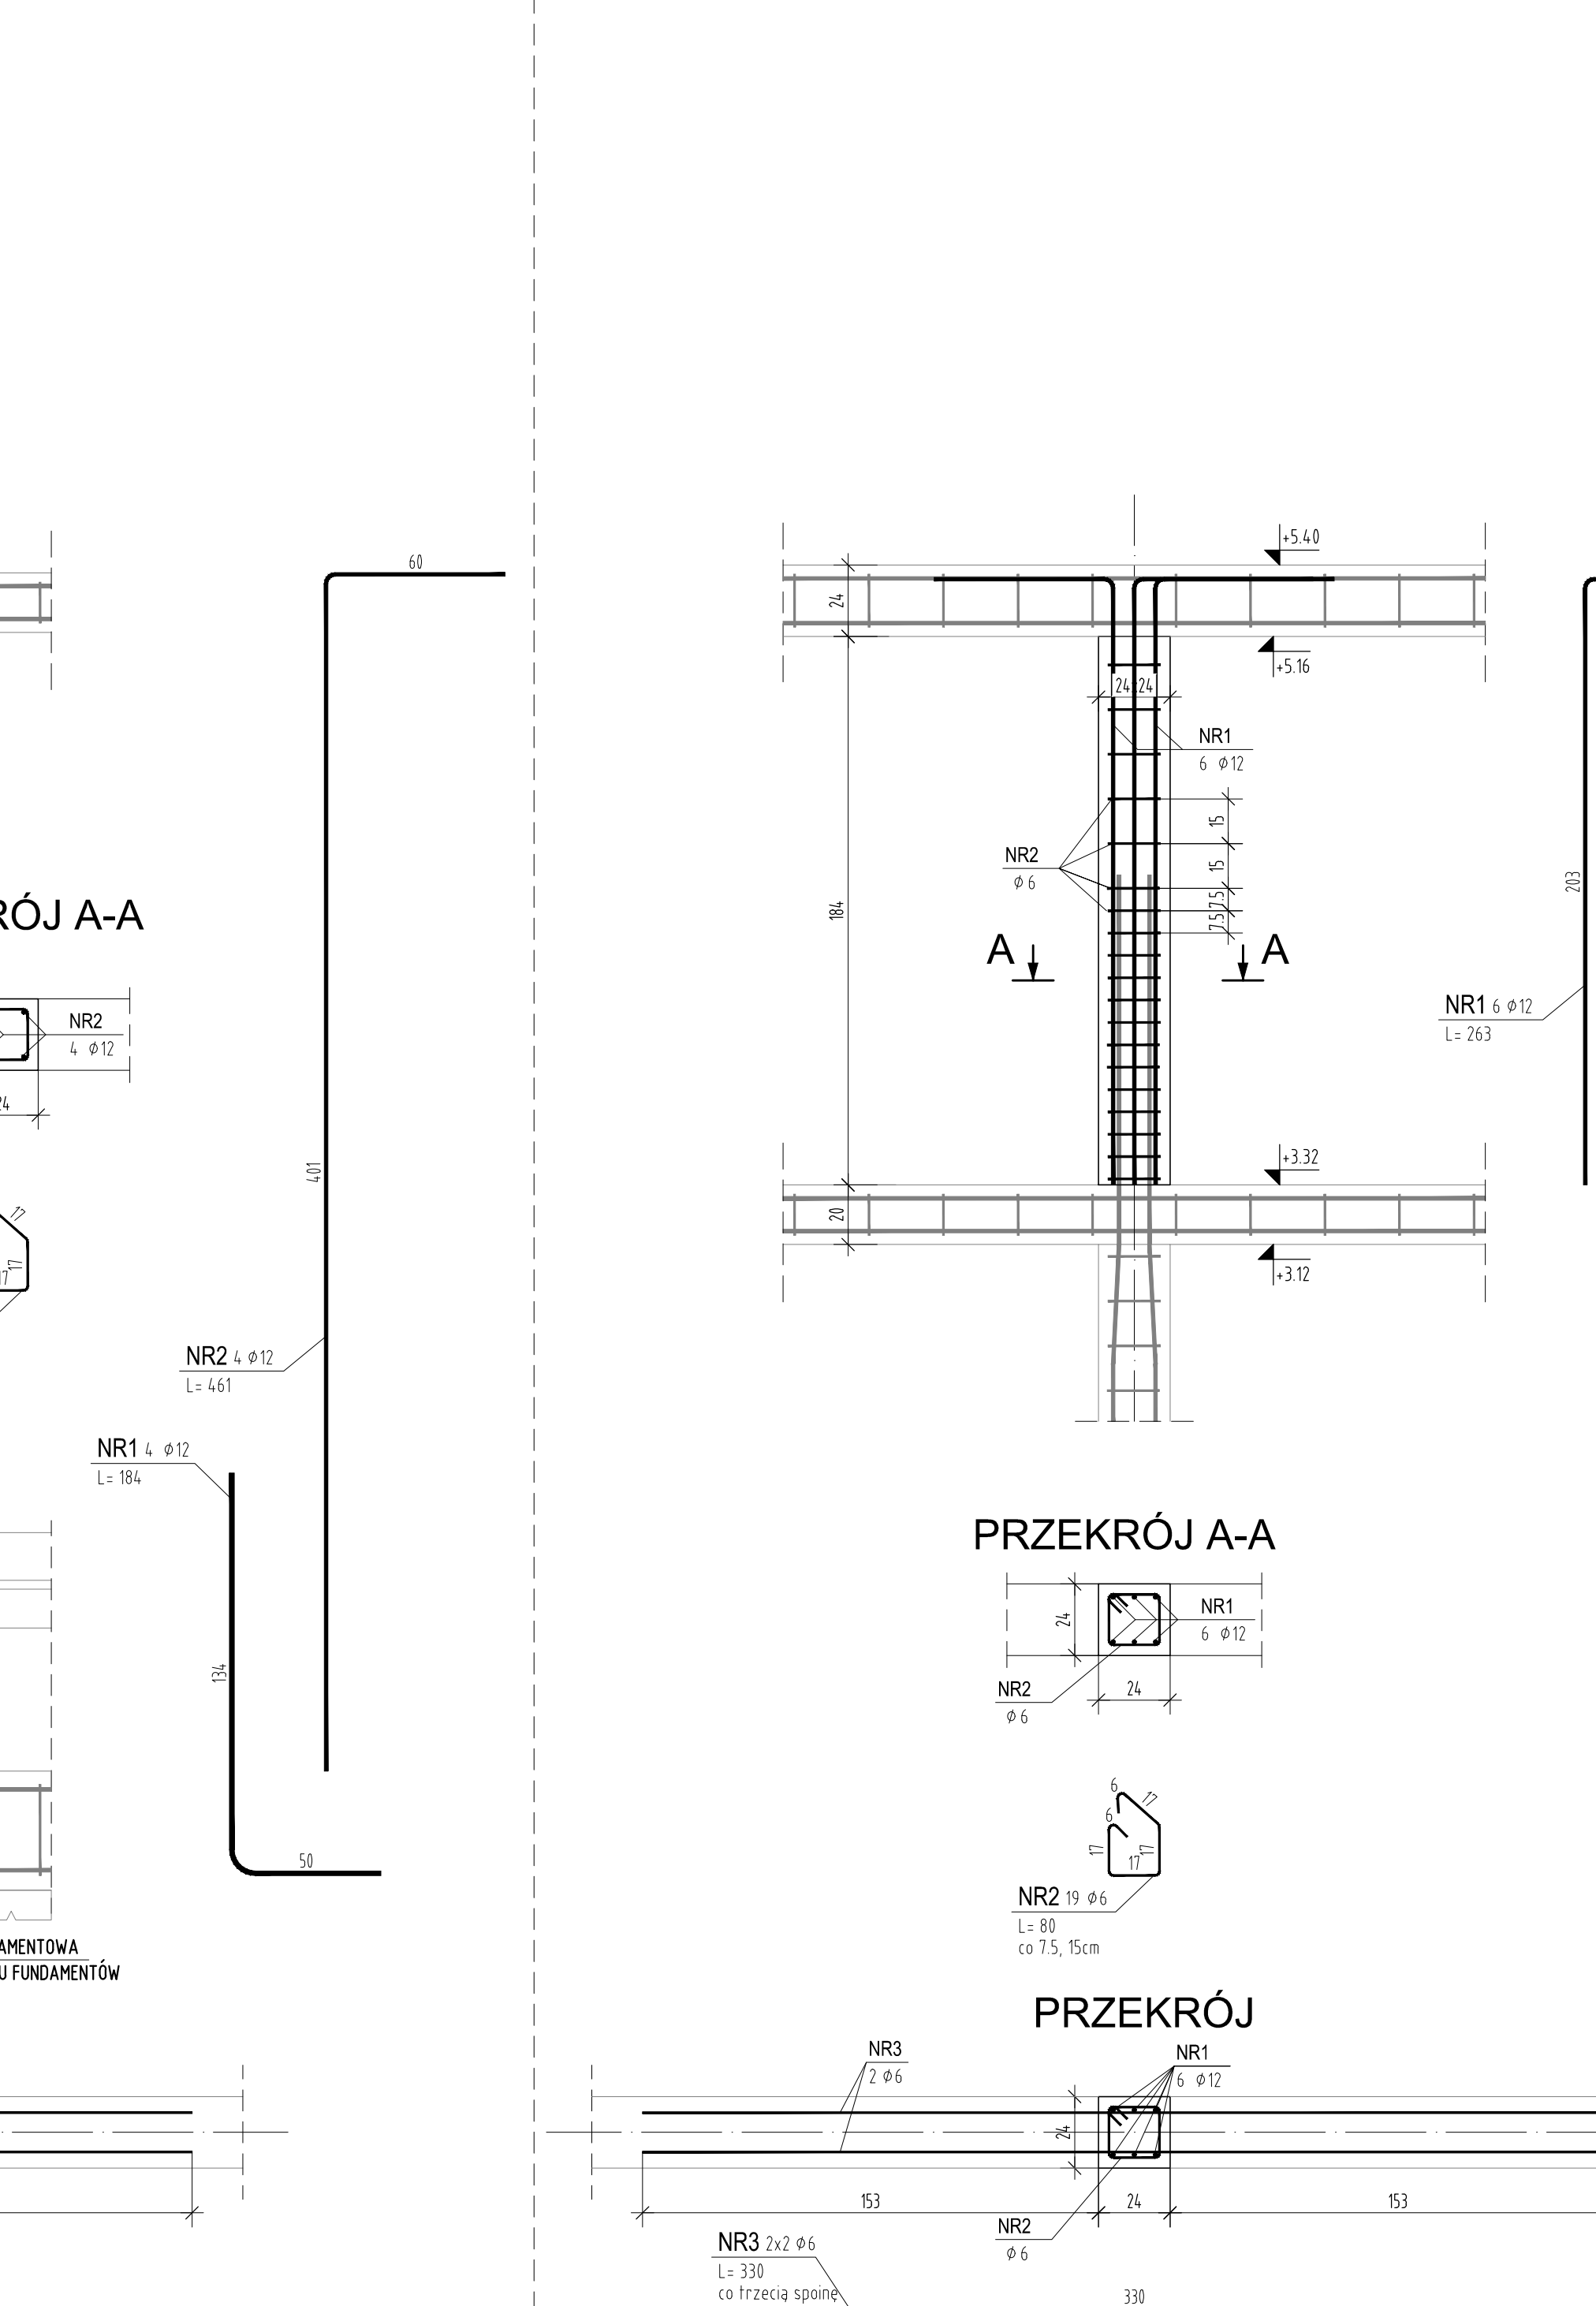 60
RÓJ A-A
NR2
4 ϕ12
24
17
17
17
401
NR2 4 ϕ12
L= 461
NR1 4 ϕ12
L= 184
134
50
AMENTOWA
U FUNDAMENTÓW
+5.40
24
+5.16
24
24
NR1
6 ϕ12
15
15
7.5
7.5
NR2
ϕ6
184
A
A
203
NR1 6 ϕ12
L= 263
+3.32
20
+3.12
PRZEKRÓJ A-A
24
NR1
6 ϕ12
NR2
ϕ6
24
6
17
6
17
17
17
NR2 19 ϕ6
L= 80
co 7.5, 15cm
PRZEKRÓJ
NR3
2 ϕ6
NR1
6 ϕ12
24
153
24
153
NR2
ϕ6
NR3 2x2 ϕ6
L= 330
co trzecią spoinę
330